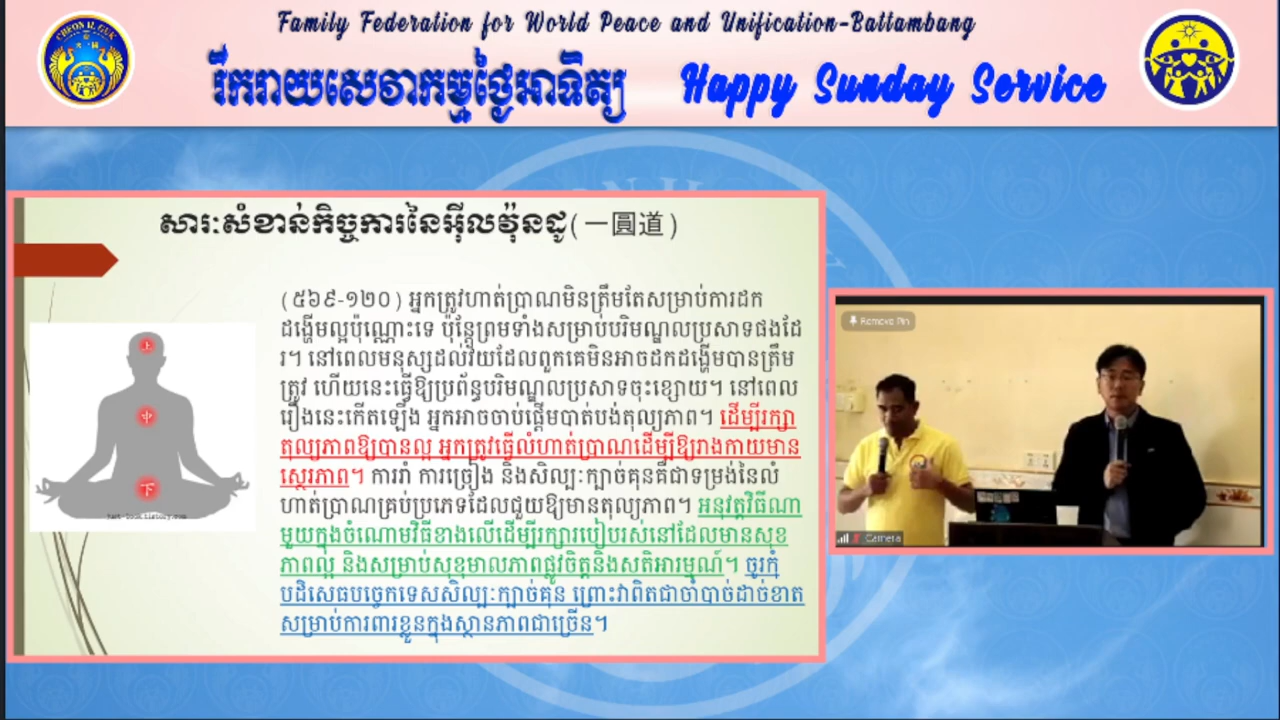 Family Federation for World Peace and Unification-Battambang
រីករាយសេវាកម្មថ្ងៃអាទិត្យ Happy Sunday Service
CHEON IL GUK
សារៈសំខាន់កិច្ចការនៃអ៊ីលវ៉ុនដូ(一圓道)
(៥៦៩-១២០) អ្នកត្រូវហាត់ប្រាណមិនត្រឹមតែសម្រាប់ការដក
ដង្ហើមល្អប៉ុណ្ណោះទេ ប៉ុន្តែព្រមទាំងសម្រាប់បរិមណ្ឌលប្រសាទផងដែ
រ។ នៅពេលមនុស្សដល់វ័យដែលពួកគេមិនអាចដកដង្ហើមបានត្រឹម
ត្រូវ ហើយនេះធ្វើឱ្យប្រព័ន្ធបរិមណ្ឌលប្រសាទចុះខ្សោយ។ នៅពេល
រឿងនេះកើតឡើង អ្នកអាចចាប់ផ្តើមបាត់បង់តុល្យភាព។ ដើម្បីរក្សា
តុល្យភាពឱ្យបានល្អ អ្នកត្រូវធ្វើលំហាត់ប្រាណដើម្បីឱ្យរាងកាយមាន
ស្ថេរភាព។ ការរាំ ការច្រៀង និងសិល្បៈក្បាច់គុនគឺជាទម្រង់នៃលំ
ហាត់ប្រាណគ្រប់ប្រភេទដែលជួយឱ្យមានតុល្យភាព។ អនុវត្តវិធីណា
មួយក្នុងចំណោមវិធីខាងលើដើម្បីរក្សារបៀបរស់នៅដែលមានសុខ
ភាពល្អ និងសម្រាប់សុខុមាលភាពផ្លូវចិត្តនិងសតិអារម្មណ៍។ ចូរកុំ
បដិសេធបច្ចេកទេសសិល្បៈក្បាច់គុន ព្រោះវាពិតជាចាំបាច់ដាច់ខាត
សម្រាប់ការពារខ្លួនក្នុងស្ថានភាពជាច្រើន។
上
中
下
Remove Pin
Camera